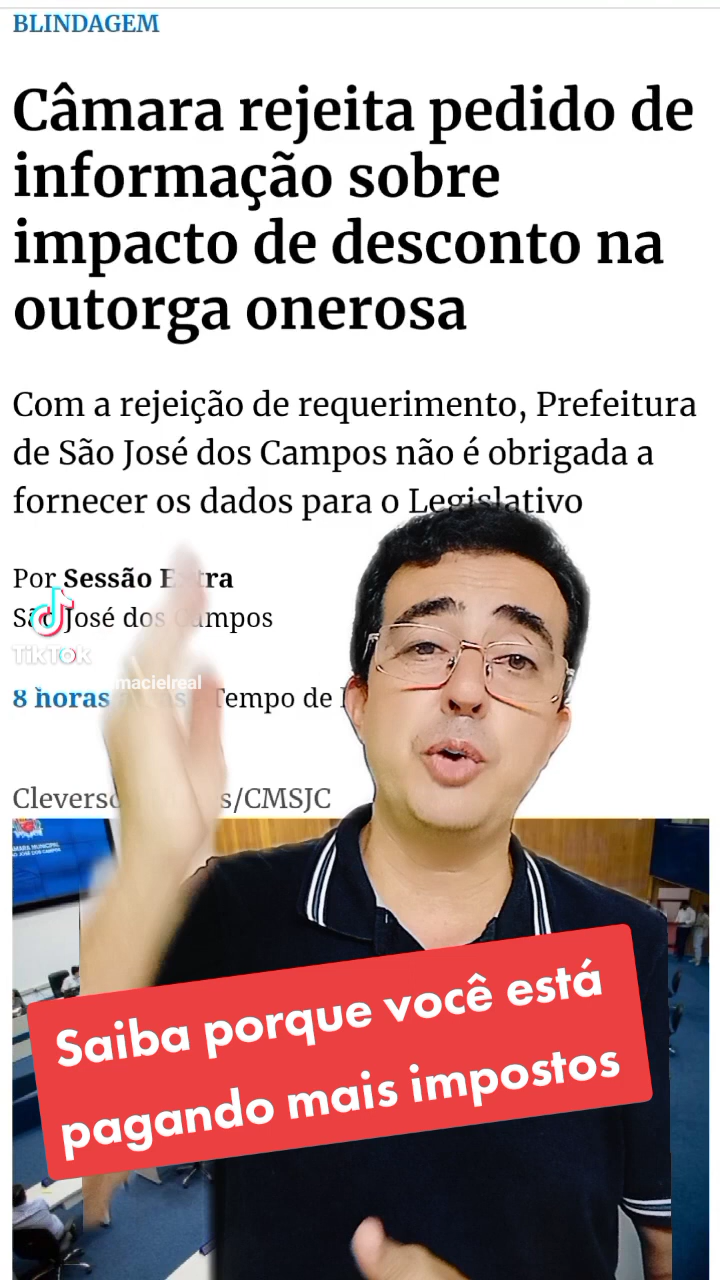 BLINDAGEM
Câmara rejeita pedido de
informação sobre
impacto de desconto na
outorga onerosa
Com a rejeição de requerimento, Prefeitura
de São José dos Campos não é obrigada a
fornecer os dados para o Legislativo
Por Sessão
São José dos Campos
TikTok
macielreal
8 horas Tempo de
/CMSJC
Saiba porque você está
pagando mais impostos